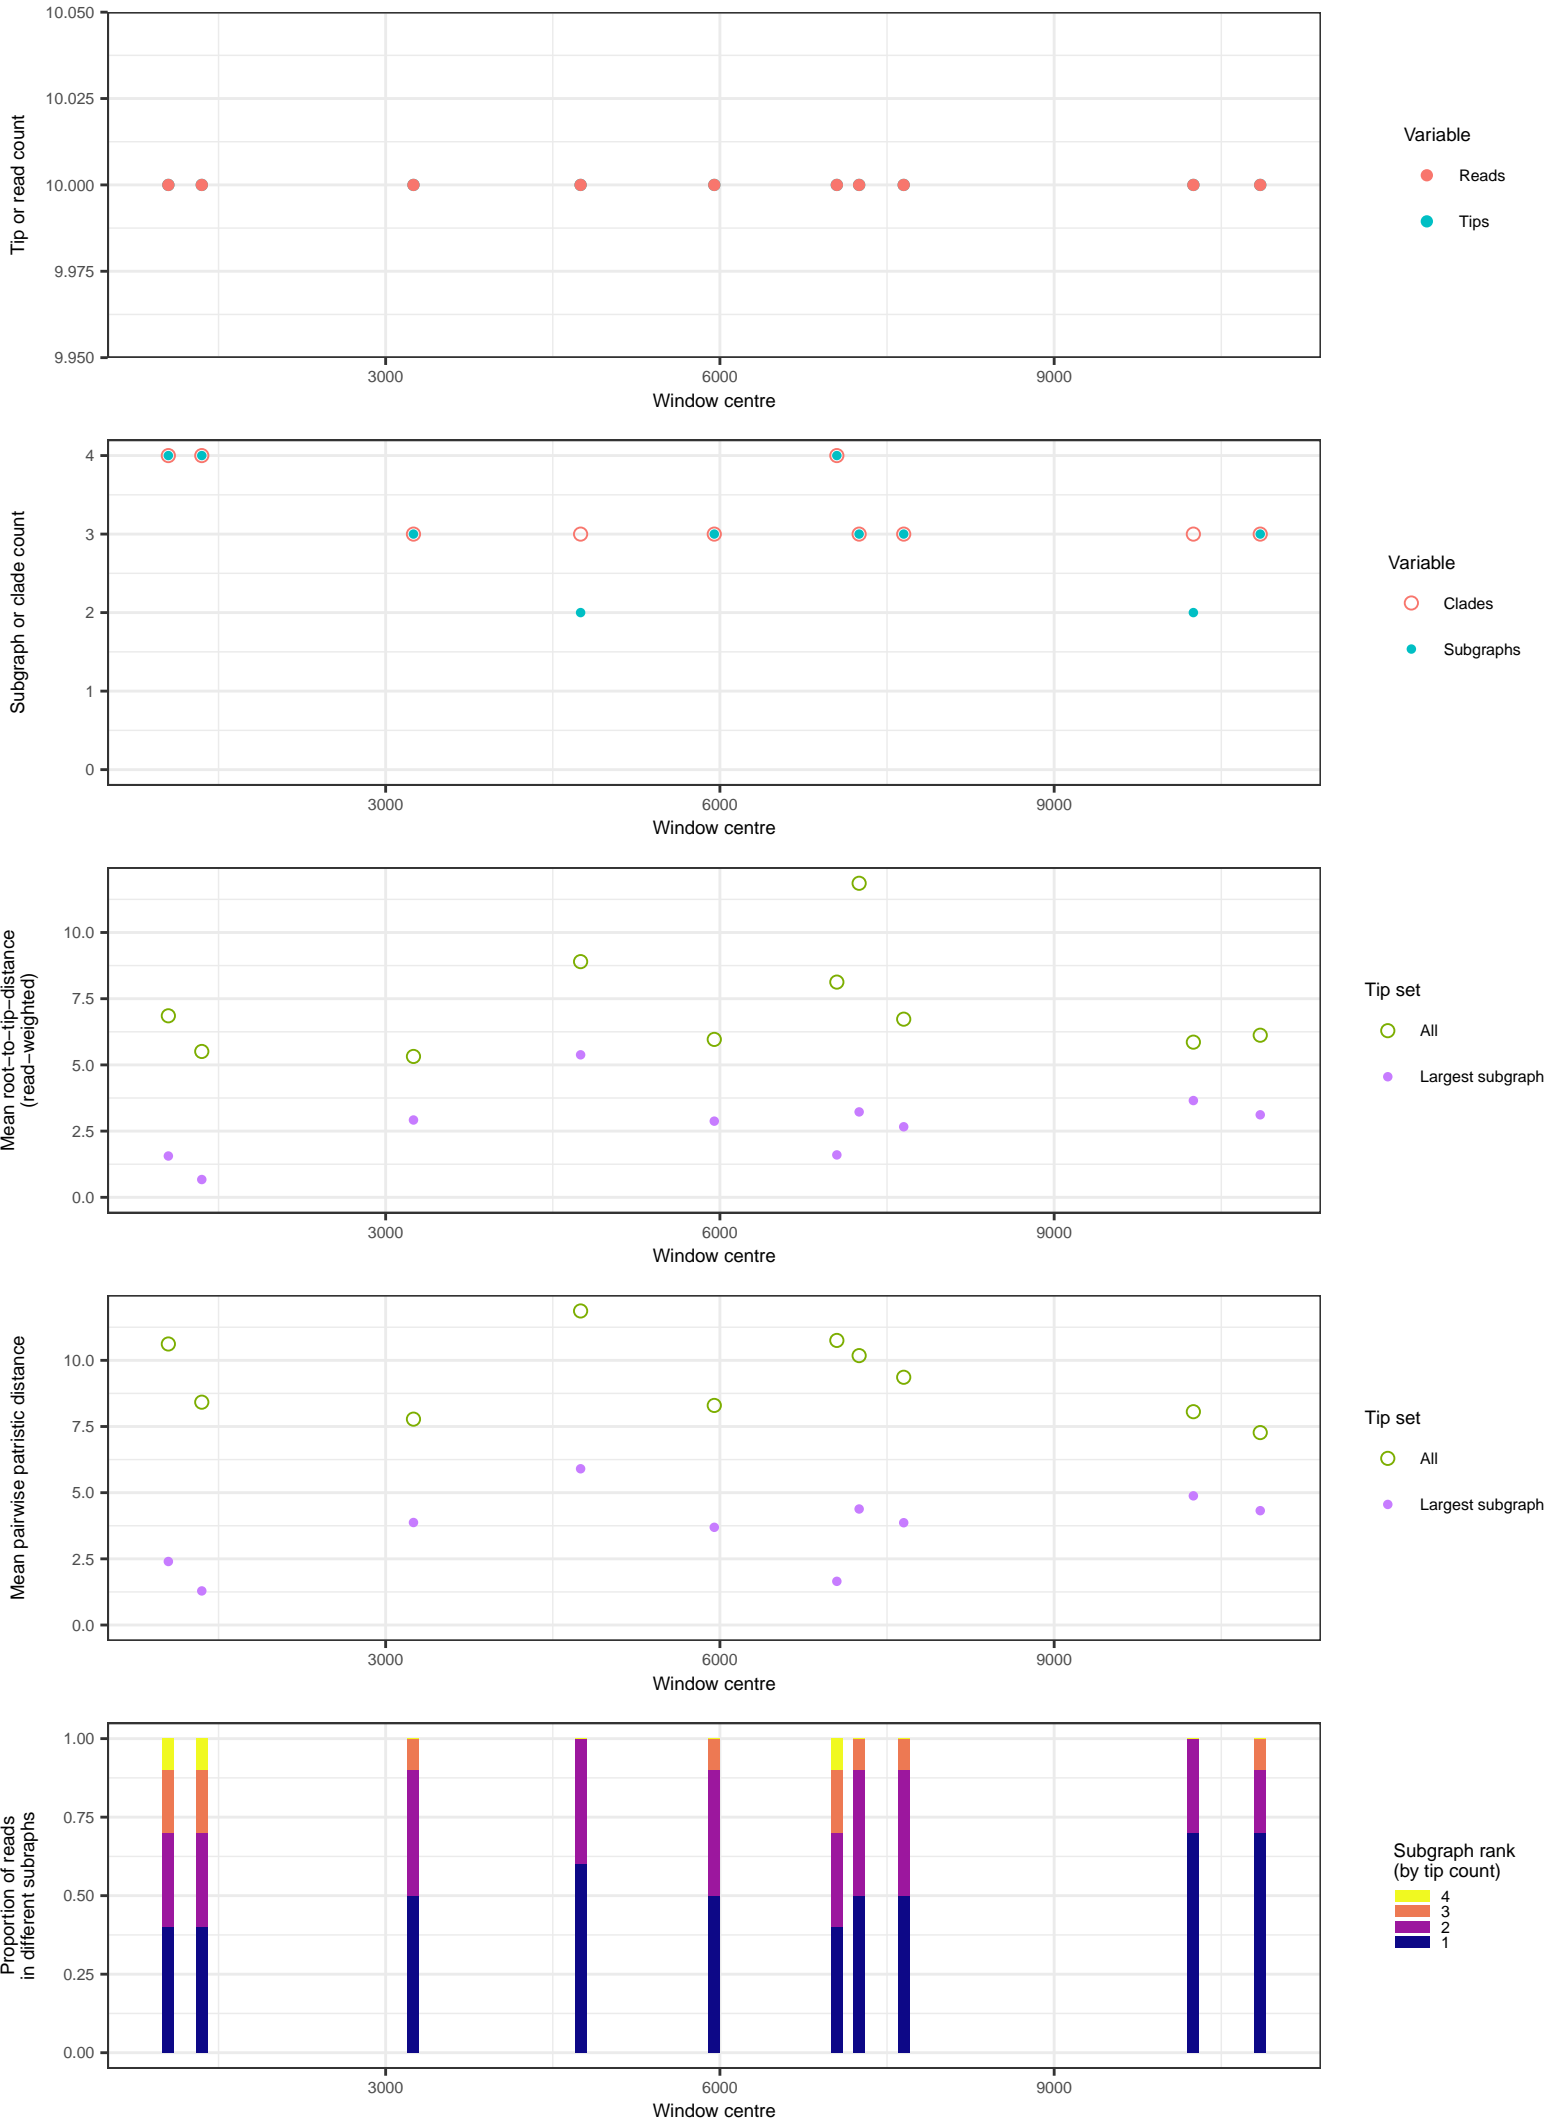 10.050
10.025
10.000
9.975
9.950
Tip or read count
3000
6000
9000
Window centre
Variable
Reads
Tips
4
3
2
1
0
Subgraph or clade count
3000
6000
9000
Window centre
Variable
Clades
Subgraphs
10.0
7.5
5.0
2.5
0.0
Mean root−to−tip−distance
(read−weighted)
3000
6000
9000
Window centre
Tip set
All
Largest subgraph
10.0
7.5
5.0
2.5
0.0
Mean pairwise patristic distance
3000
6000
9000
Window centre
Tip set
All
Largest subgraph
1.00
0.75
0.50
0.25
0.00
Proportion of reads
in different subraphs
3000
6000
9000
Window centre
Subgraph rank
(by tip count)
4
3
2
1